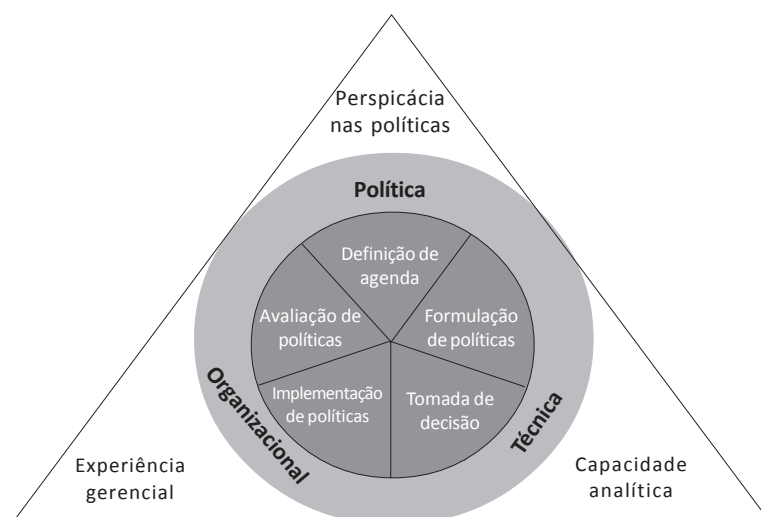 Perspicácia
nas políticas
Política
Definição de
agenda
Avaliação de
políticas
Formulação
de políticas
Implementação
de políticas
Tomada de
decisão
Organizacional
Técnica
Experiência
gerencial
Capacidade
analítica